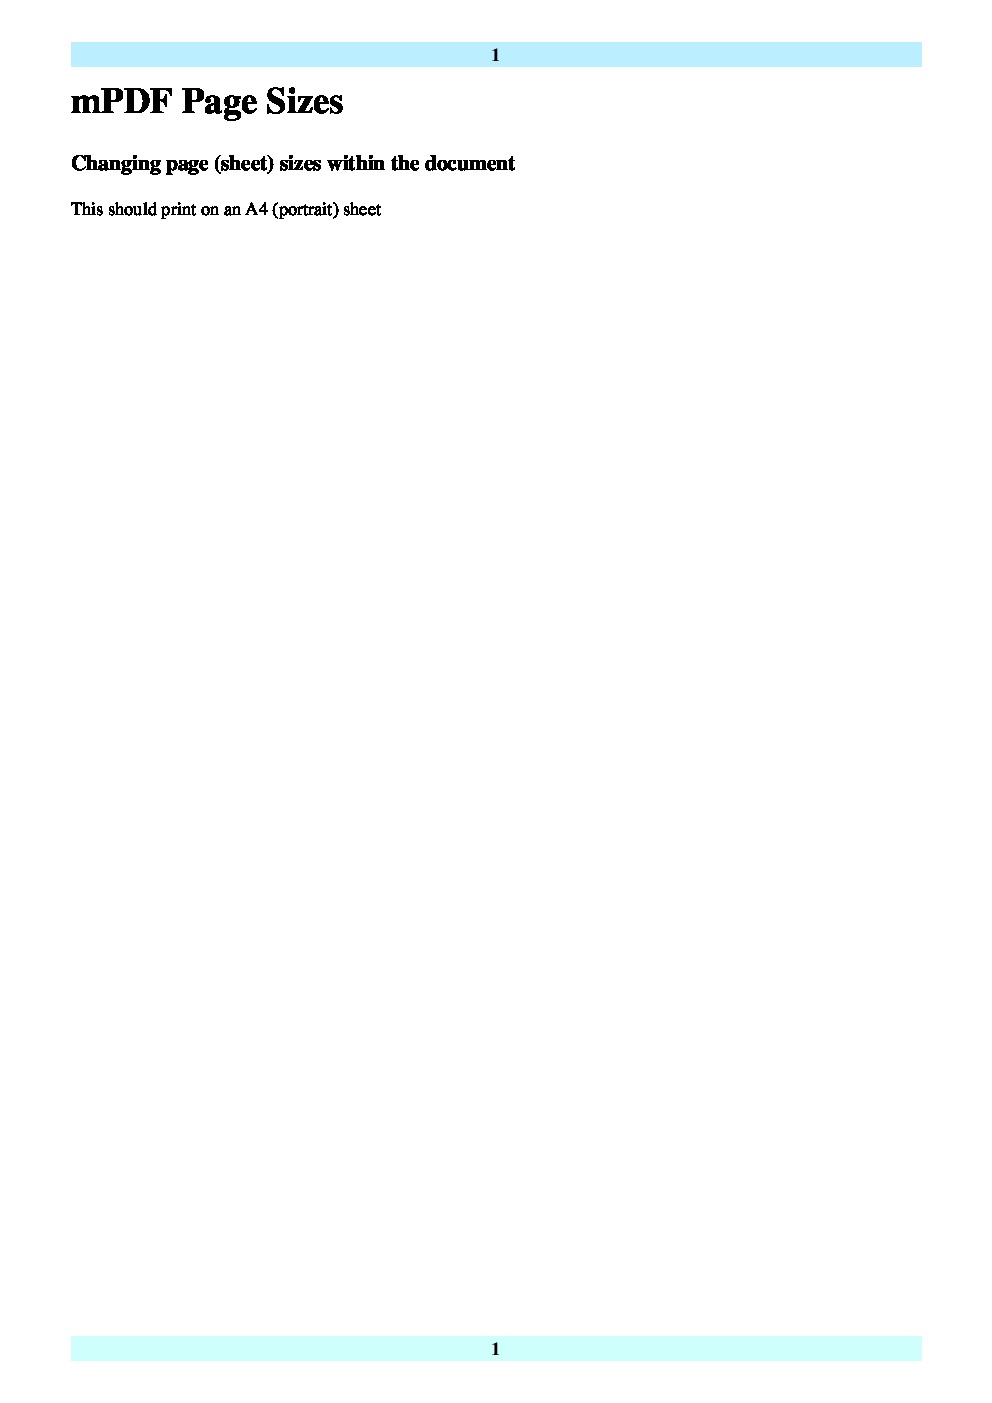 1
mPDF Page Sizes
Changing page (sheet) sizes within the document
This should print on an A4 (portrait) sheet
1